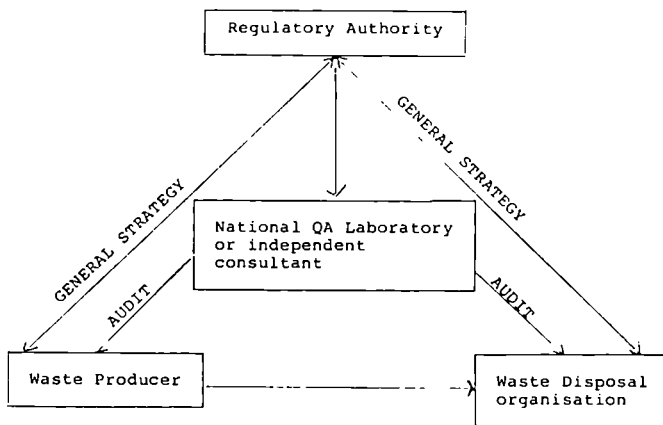 Regulatory Authority
GENERAL STRATEGY
GENERAL STRATEGY
National QA Laboratory
or independent
consultant
AUDIT
AUDIT
Waste Producer
Waste Disposal
organisation